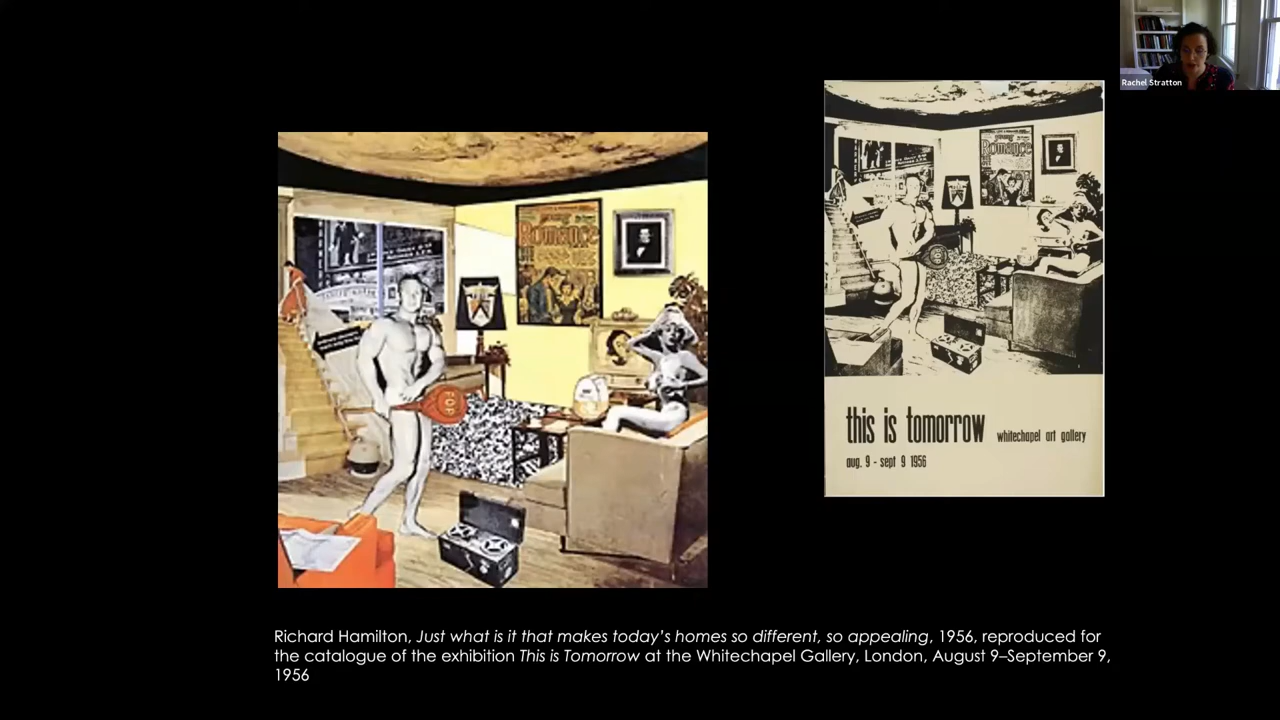 Rachel Stratton
young
Romance
POP
Romance
this is tomorrow whitechapel art gallery
aug. 9 - sept 9 1956
Richard Hamilton, Just what is it that makes today's homes so different, so appealing, 1956, reproduced for
the catalogue of the exhibition This is Tomorrow at the Whitechapel Gallery, London, August 9–September 9,
1956